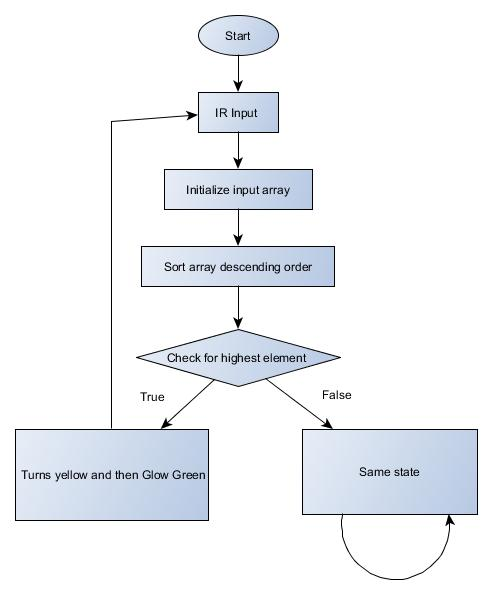 Start
IR Input
Initialize input array
Sort array descending order
Check for highest element
True
False
Turns yellow and then Glow Green
Same state